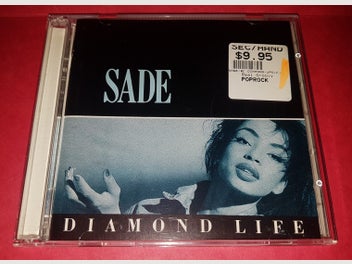 SEC/HAND
$9.95
POPROCK
SADE
DIAMOND LIFE